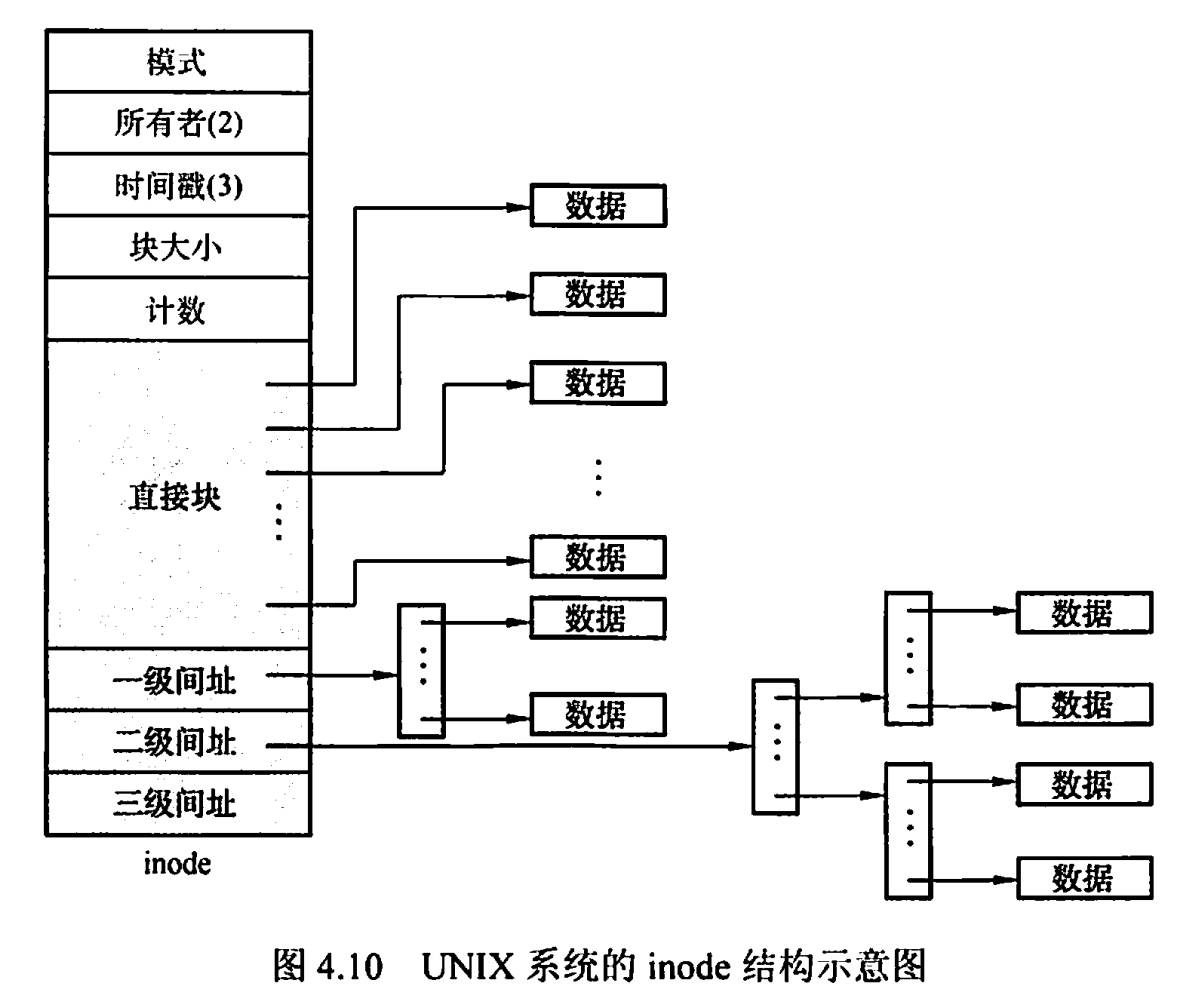 模式
所有者(2)
时间戳(3)
块大小
计数
直接块
一级间址
二级间址
三级间址
inode
数据
数据
数据
数据
数据
数据
数据
数据
数据
数据
图 4.10 UNIX 系统的 inode 结构示意图